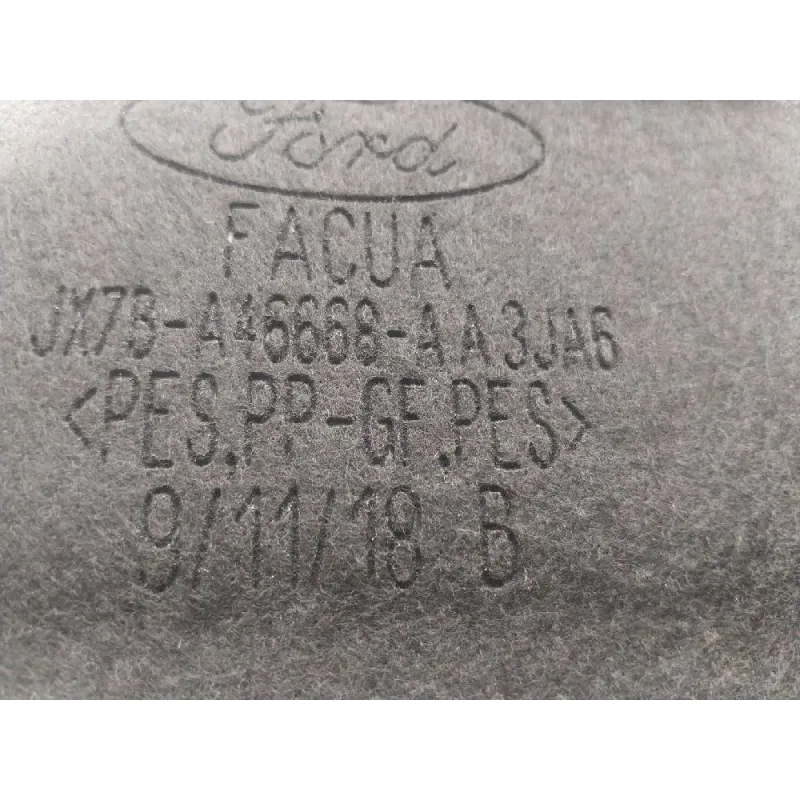 Ford
FACUA
JX7B-A46668-AA3JA6
<PES,PP-GF,PES>
9/11/18 B